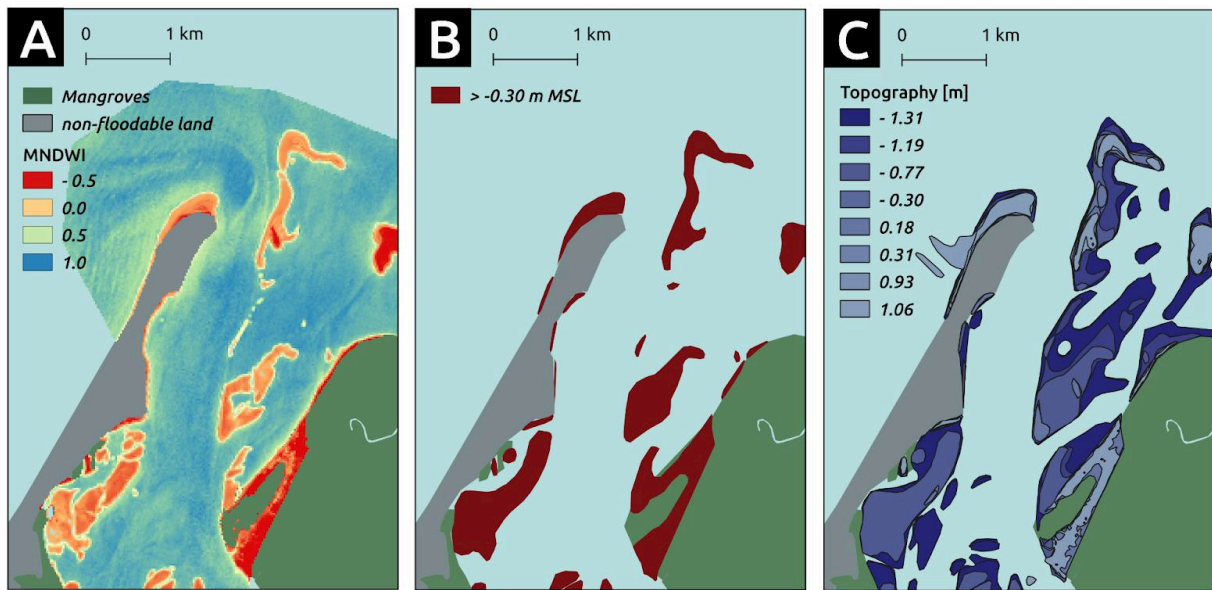 A
0 1 km
Mangroves
non-floodable land
MNDWI
- 0.5
0.0
0.5
1.0
B
0 1 km
> -0.30 m MSL
C
0 1 km
Topography [m]
- 1.31
- 1.19
- 0.77
- 0.30
0.18
0.31
0.93
1.06